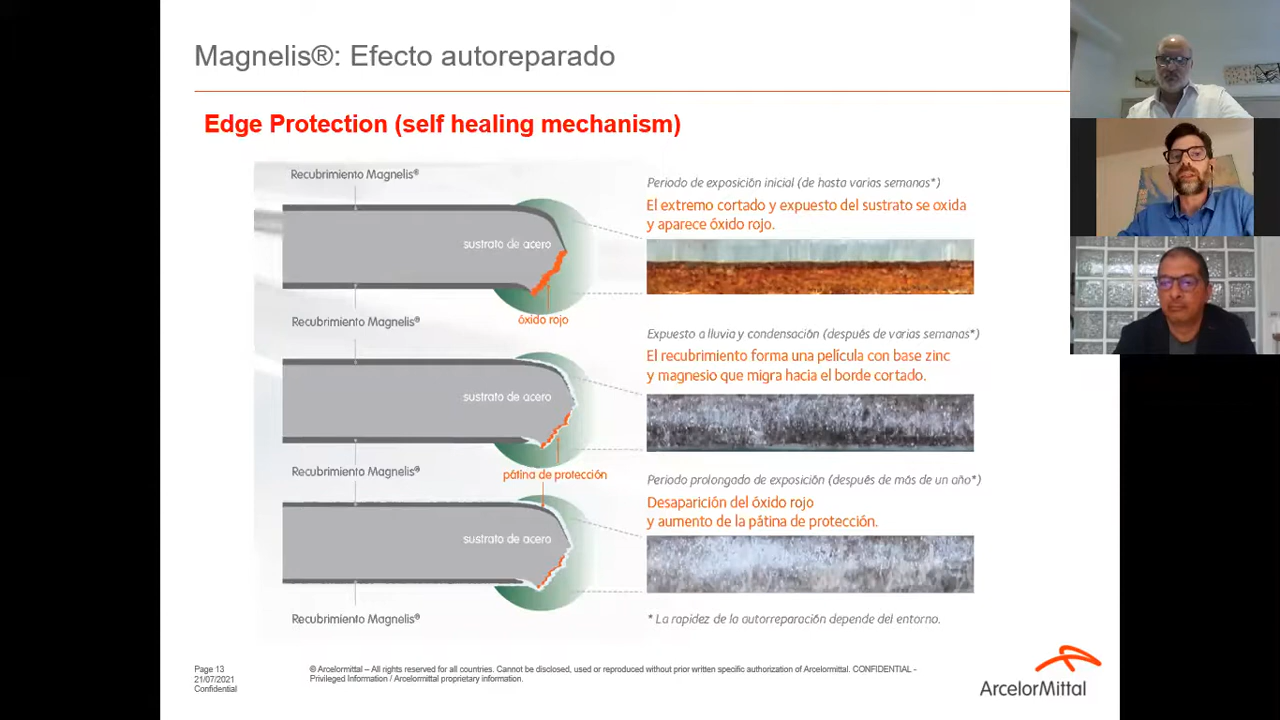 Magnelis®: Efecto autoreparado
Edge Protection (self healing mechanism)
Recubrimiento Magnelis®
sustrato de acero
óxido rojo
Recubrimiento Magnelis®
sustrato de acero
Recubrimiento Magnelis®
pátina de protección
sustrato de acero
Recubrimiento Magnelis®
Periodo de exposición inicial (de hasta varias semanas*)
El extremo cortado y expuesto del sustrato se oxida
y aparece óxido rojo.
Expuesto a lluvia y condensación (después de varias semanas*)
El recubrimiento forma una película con base zinc
y magnesio que migra hacia el borde cortado.
Periodo prolongado de exposición (después de más de un año*)
Desaparición del óxido rojo
y aumento de la pátina de protección.
* La rapidez de la autorreparación depende del entorno.
Page 13
21/07/2021
Confidential
© Arcelormittal – All rights reserved for all countries. Cannot be disclosed, used or reproduced without prior written specific authorization of Arcelormittal. CONFIDENTIAL -
Privileged Information / Arcelormittal proprietary information.
ArcelorMittal